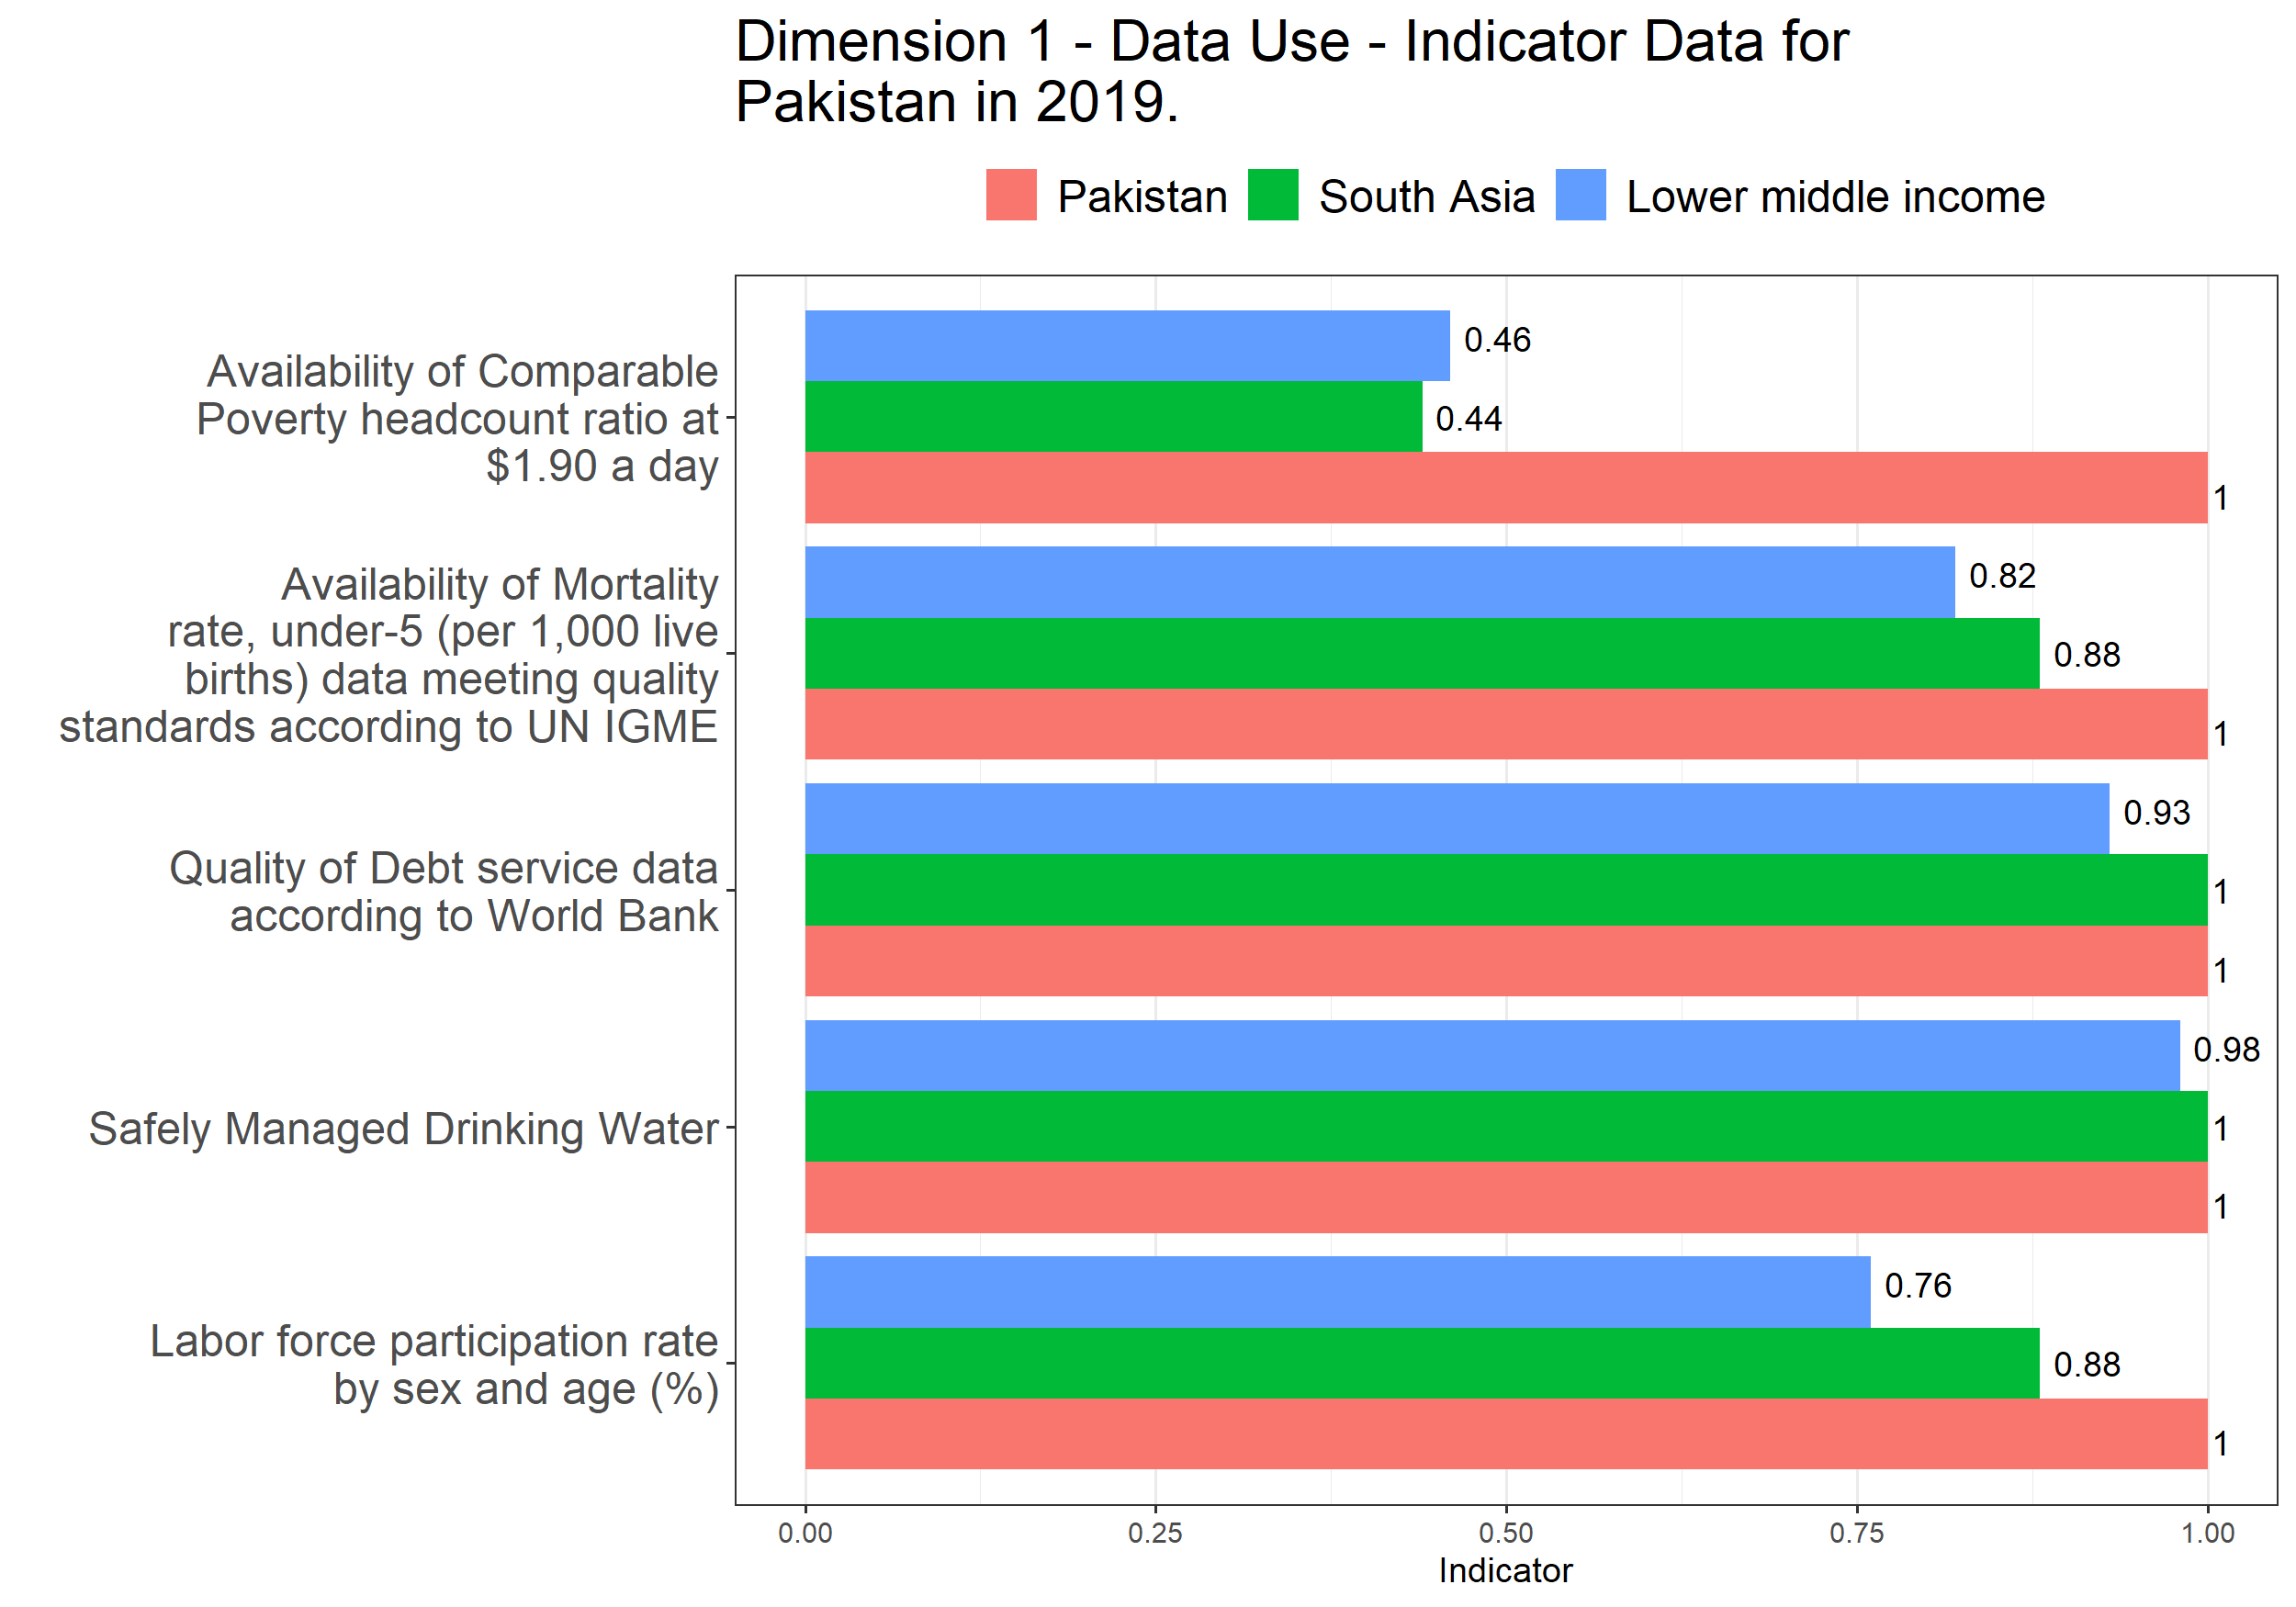 Dimension 1 - Data Use - Indicator Data for
Pakistan in 2019.
Pakistan South Asia Lower middle income
Availability of Comparable
Poverty headcount ratio at
$1.90 a day
0.46
0.44
1
Availability of Mortality
rate, under-5 (per 1,000 live
births) data meeting quality
standards according to UN IGME
0.82
0.88
1
Quality of Debt service data
according to World Bank
0.93
1
1
Safely Managed Drinking Water
0.98
1
1
Labor force participation rate
by sex and age (%)
0.76
0.88
1
0.00 0.25 0.50 0.75 1.00
Indicator